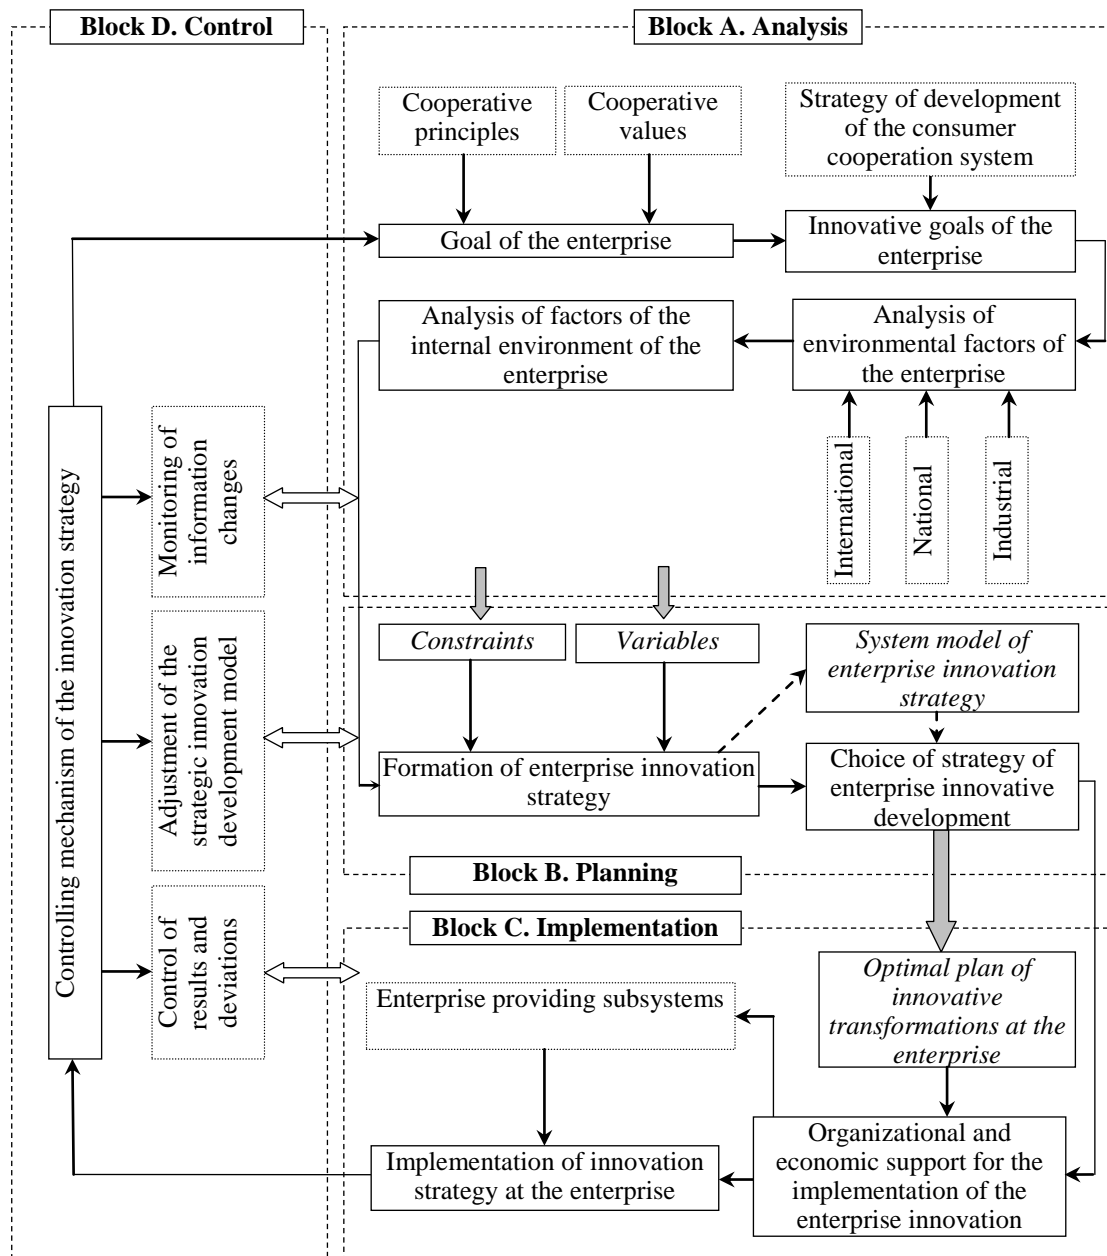 Block D. Control
Block A. Analysis
Cooperative
principles
Cooperative
values
Strategy of development
of the consumer
cooperation system
Goal of the enterprise
Innovative goals of the
enterprise
Analysis of factors of the
internal environment of the
enterprise
Analysis of
environmental factors of
the enterprise
International
National
Industrial
Controlling mechanism of the innovation strategy
Monitoring of
information
changes
Adjustment of the
strategic innovation
development model
Control of
results and
deviations
Constraints
Variables
System model of
enterprise innovation
strategy
Formation of enterprise innovation
strategy
Choice of strategy of
enterprise innovative
development
Block B. Planning
Block C. Implementation
Enterprise providing subsystems
Optimal plan of
innovative
transformations at the
enterprise
Implementation of innovation
strategy at the enterprise
Organizational and
economic support for the
implementation of the
enterprise innovation